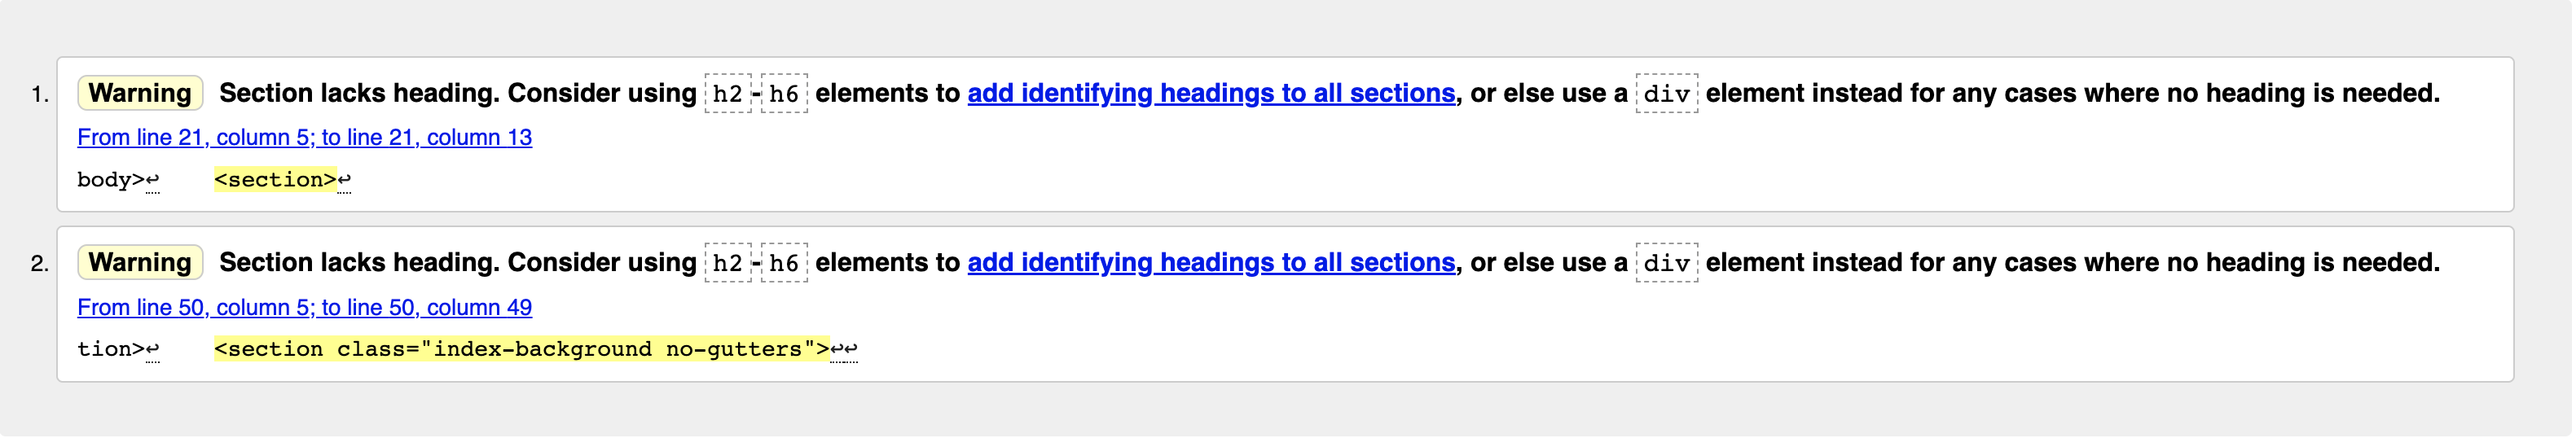 1. Warning Section lacks heading. Consider using h2-h6 elements to add identifying headings to all sections, or else use a div element instead for any cases where no heading is needed.
From line 21, column 5; to line 21, column 13
body>↩ <section>↩
2. Warning Section lacks heading. Consider using h2-h6 elements to add identifying headings to all sections, or else use a div element instead for any cases where no heading is needed.
From line 50, column 5; to line 50, column 49
tion>↩ <section class="index-background no-gutters">↩↩